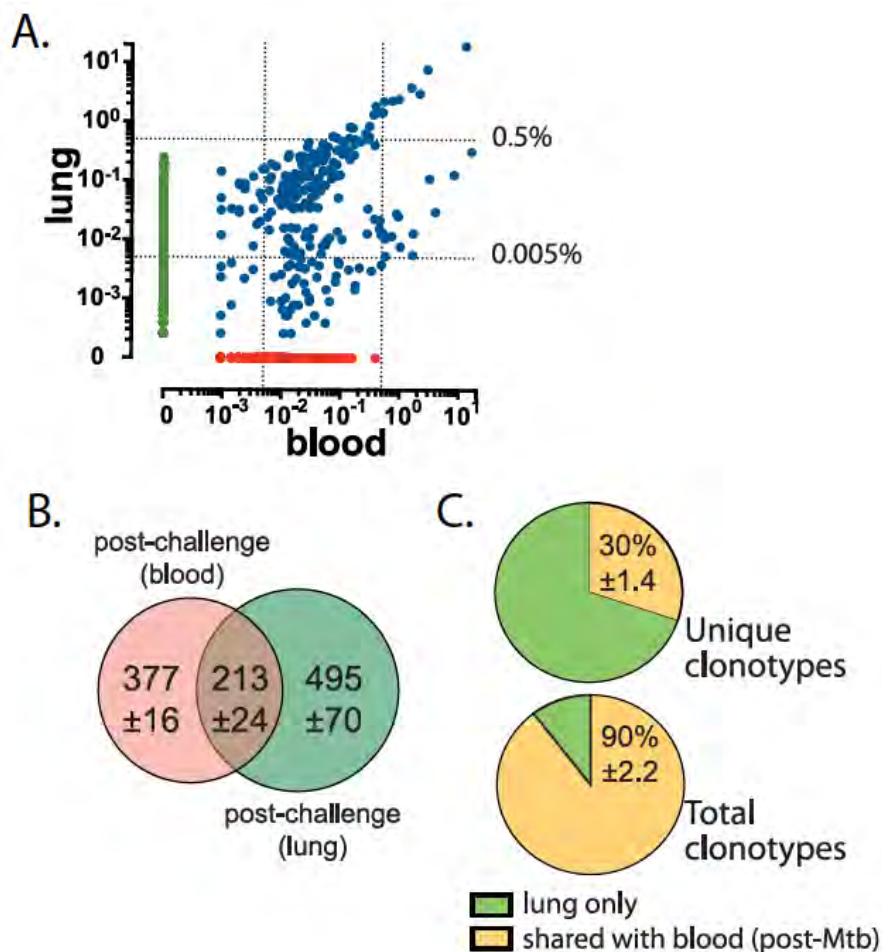 A.
10¹
10⁰
10⁻¹
10⁻²
10⁻³
0
lung
0.5%
0.005%
0 10⁻³ 10⁻² 10⁻¹ 10⁰ 10¹
blood
B.
post-challenge
(blood)
377
±16
213
±24
495
±70
post-challenge
(lung)
C.
30%
±1.4
Unique
clonotypes
90%
±2.2
Total
clonotypes
lung only
shared with blood (post-Mtb)